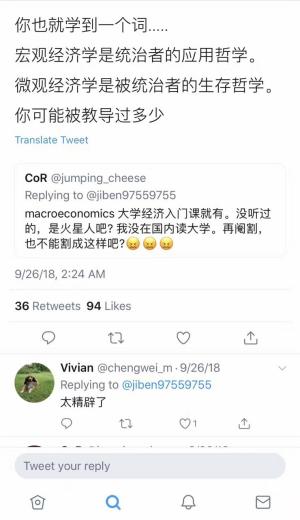 你也就学到一个词.....
宏观经济学是统治者的应用哲学。
微观经济学是被统治者的生存哲学。
你可能被教导过多少
Translate Tweet
CoR @jumping_cheese
Replying to @jiben97559755
macroeconomics 大学经济入门课就有。没听过
的，是火星人吧? 我没在国内读大学。再阉割，
也不能割成这样吧?😝😝😝
9/26/18, 2:24 AM
36 Retweets 94 Likes
Vivian @chengwei_m · 9/26/18
Replying to @jiben97559755
太精辟了
1
Tweet your reply